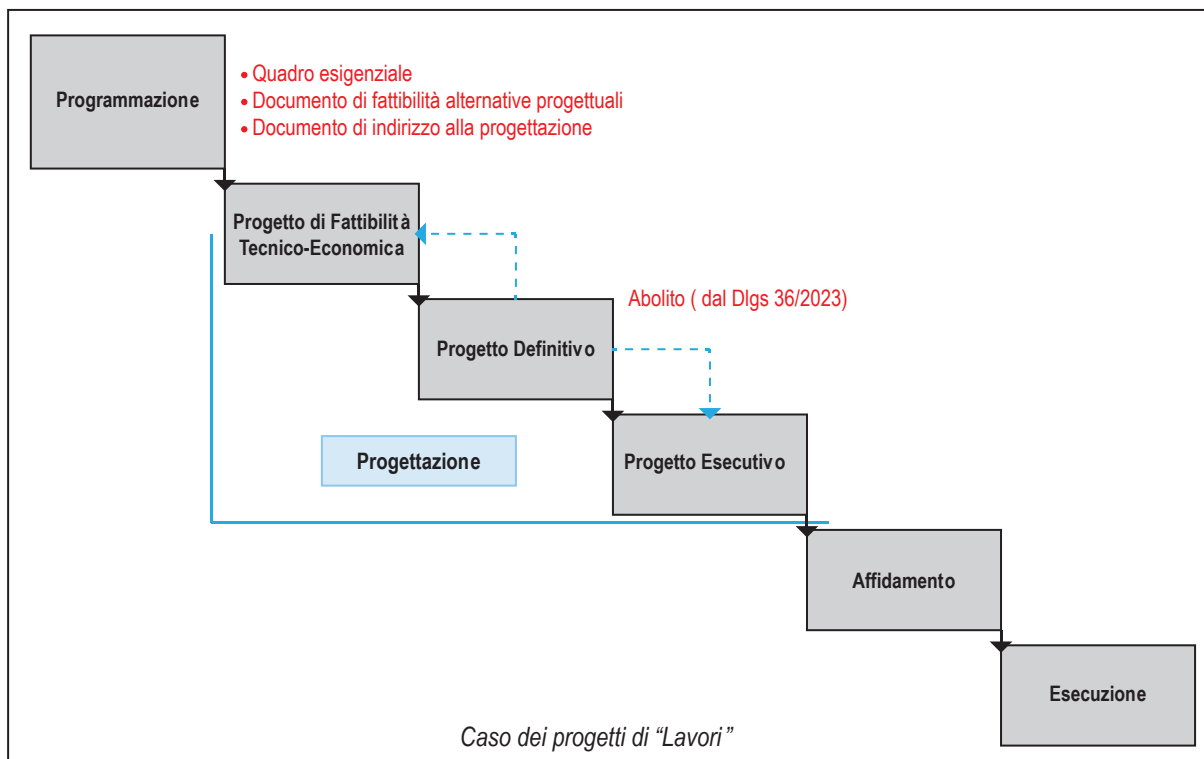 Programmazione
• Quadro esigenziale
• Documento di fattibilità alternative progettuali
• Documento di indirizzo alla progettazione
Progetto di Fattibilità
Tecnico-Economica
Abolito ( dal Dlgs 36/2023)
Progetto Definitivo
Progettazione
Progetto Esecutivo
Affidamento
Esecuzione
Caso dei progetti di “Lavori”